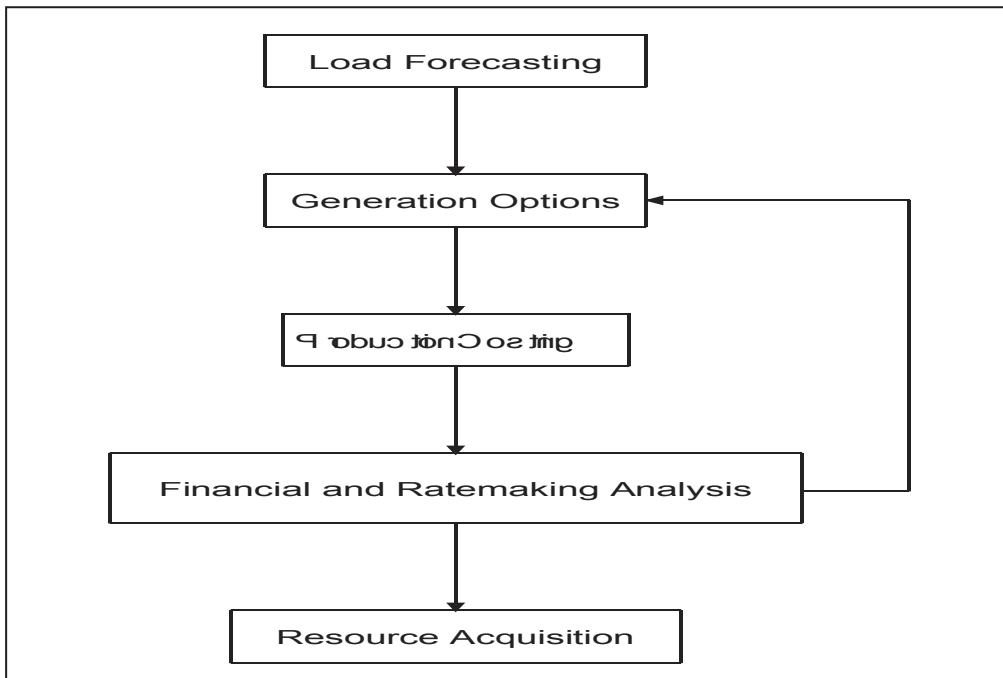 Load Forecasting
Generation Options
Financial and Ratemaking Analysis
Resource Acquisition